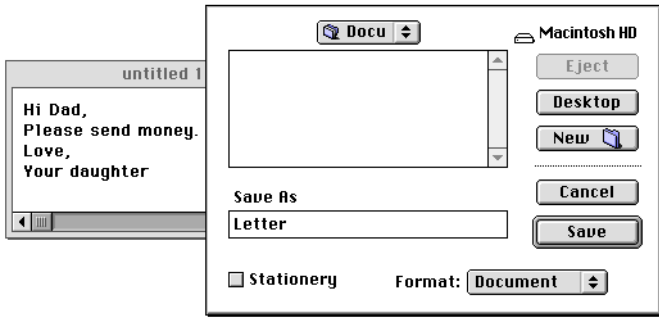 untitled 1
Hi Dad,
Please send money.
Love,
Your daughter
Docu
Macintosh HD
Eject
Desktop
New
Save As
Letter
Cancel
Save
Stationery
Format: Document